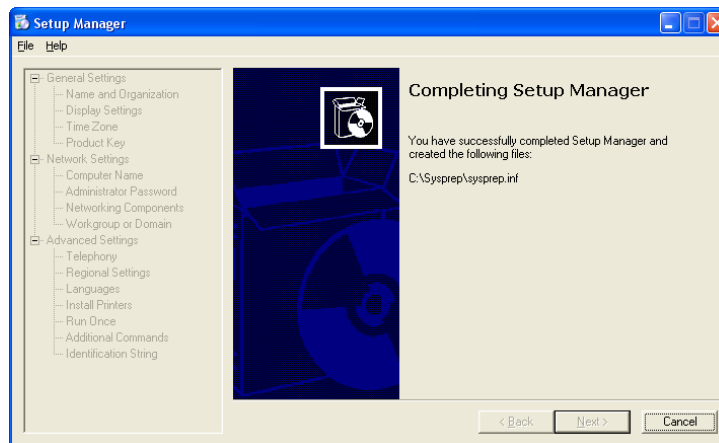 Setup Manager
File Help
General Settings
Name and Organization
Display Settings
Time Zone
Product Key
Network Settings
Computer Name
Administrator Password
Networking Components
Workgroup or Domain
Advanced Settings
Telephony
Regional Settings
Languages
Install Printers
Run Once
Additional Commands
Identification String
Completing Setup Manager
You have successfully completed Setup Manager and
created the following files:
C:\Sysprep\sysprep.inf
< Back Next > Cancel